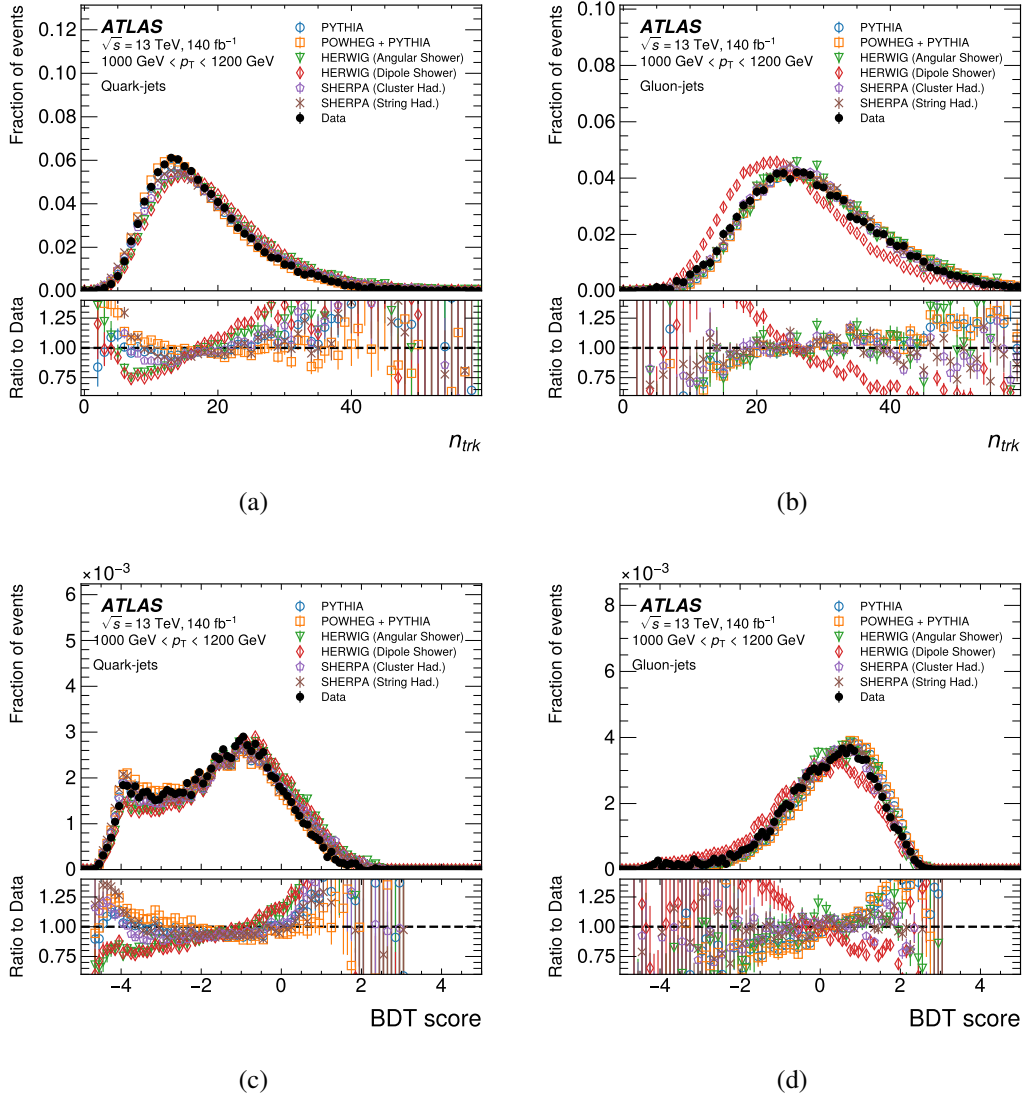 ATLAS
√s = 13 TeV, 140 fb⁻¹
1000 GeV < pT < 1200 GeV
Quark-jets
PYTHIA
POWHEG + PYTHIA
HERWIG (Angular Shower)
HERWIG (Dipole Shower)
SHERPA (Cluster Had.)
SHERPA (String Had.)
Data
Fraction of events
0.12
0.10
0.08
0.06
0.04
0.02
0.00
Ratio to Data
1.25
1.00
0.75
0 20 40
n_trk
(a)
ATLAS
√s = 13 TeV, 140 fb⁻¹
1000 GeV < pT < 1200 GeV
Gluon-jets
PYTHIA
POWHEG + PYTHIA
HERWIG (Angular Shower)
HERWIG (Dipole Shower)
SHERPA (Cluster Had.)
SHERPA (String Had.)
Data
Fraction of events
0.10
0.08
0.06
0.04
0.02
0.00
Ratio to Data
1.25
1.00
0.75
0 20 40
n_trk
(b)
×10⁻³
ATLAS
√s = 13 TeV, 140 fb⁻¹
1000 GeV < pT < 1200 GeV
Quark-jets
PYTHIA
POWHEG + PYTHIA
HERWIG (Angular Shower)
HERWIG (Dipole Shower)
SHERPA (Cluster Had.)
SHERPA (String Had.)
Data
Fraction of events
6
5
3
2
0
Ratio to Data
1.25
1.00
0.75
−4 −2 0 2 4
BDT score
(c)
×10⁻³
ATLAS
√s = 13 TeV, 140 fb⁻¹
1000 GeV < pT < 1200 GeV
Gluon-jets
PYTHIA
POWHEG + PYTHIA
HERWIG (Angular Shower)
HERWIG (Dipole Shower)
SHERPA (Cluster Had.)
SHERPA (String Had.)
Data
Fraction of events
8
6
4
2
0
Ratio to Data
1.25
1.00
0.75
−4 −2 0 2 4
BDT score
(d)